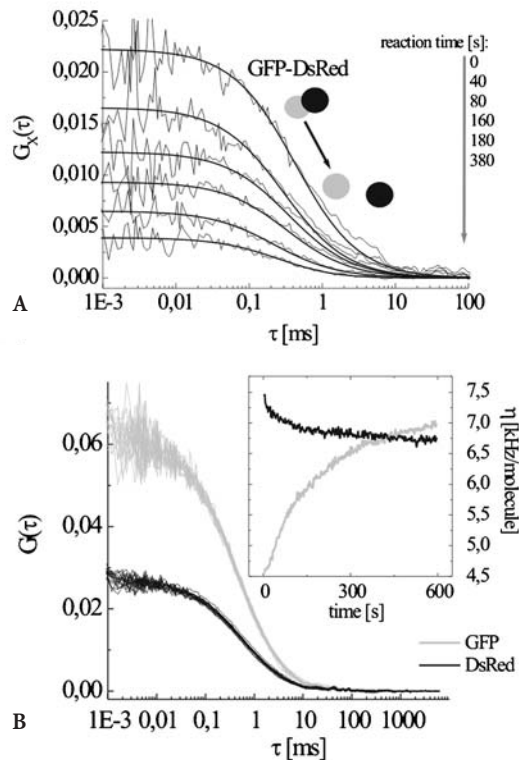 0,025
0,020
0,015
0,010
0,005
0,000
Gx(τ)
GFP-DsRed
reaction time [s]:
0
40
80
160
180
380
1E-3 0,01 0,1 1 10 100
τ [ms]
A
0,06
0,04
0,02
0,00
G(τ)
7,5
7,0
6,5
6,0
5,5
5,0
4,5
η [kHz/molecule]
0 300 600
time [s]
GFP
DsRed
1E-3 0,01 0,1 1 10 100 1000
τ [ms]
B